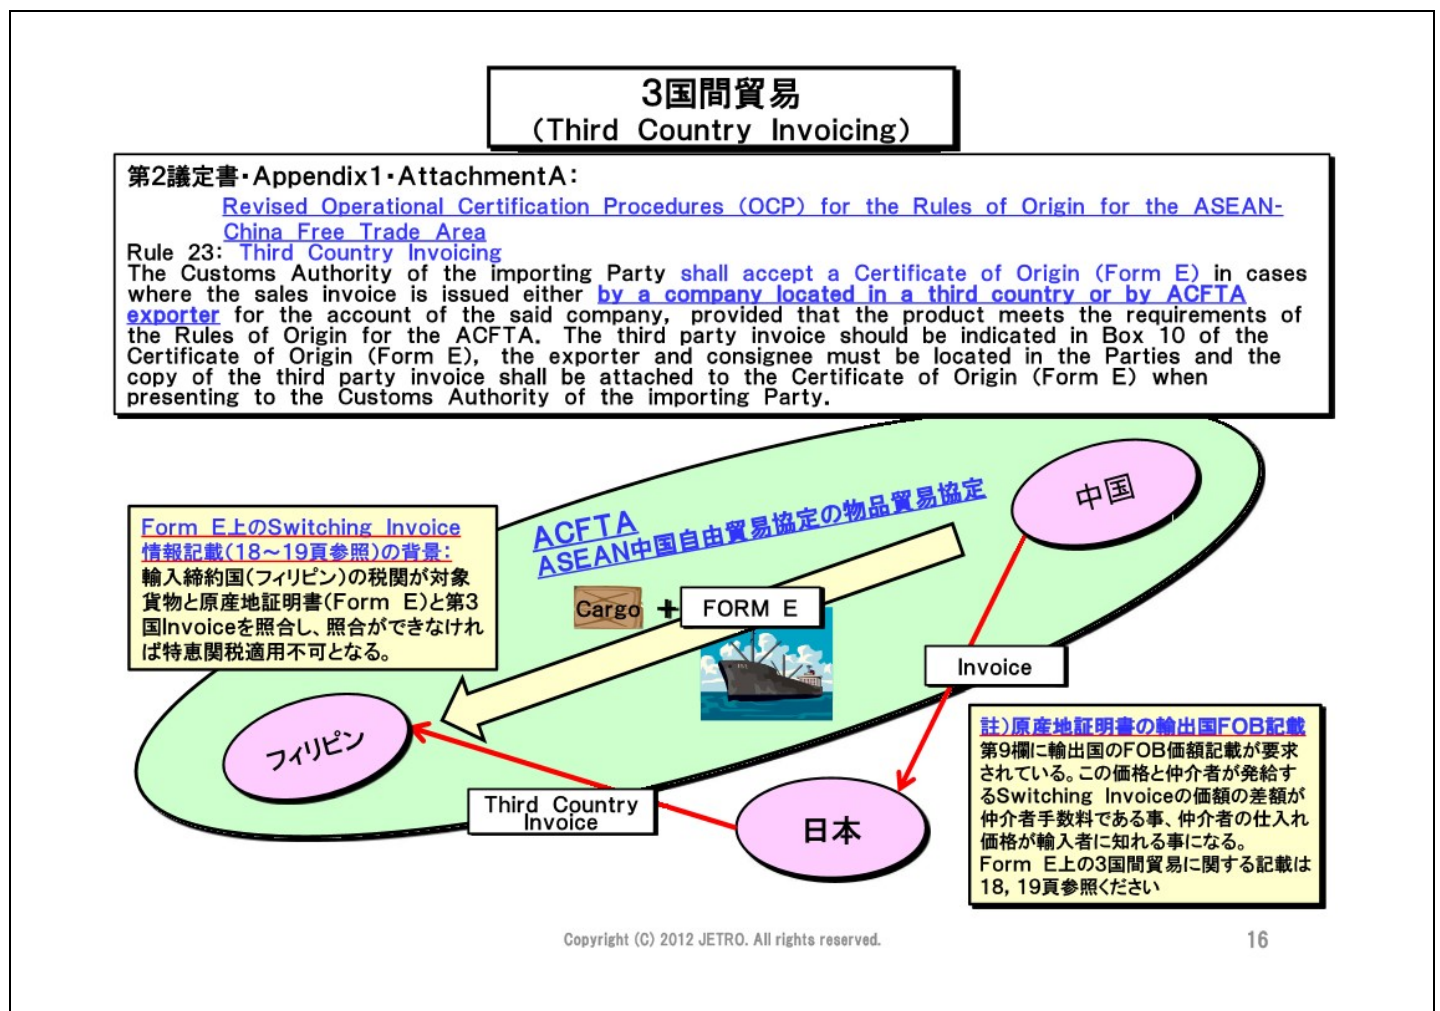 3国間貿易
（Third Country Invoicing）
第2議定書・Appendix1・AttachmentA：
Revised Operational Certification Procedures (OCP) for the Rules of Origin for the ASEAN-
China Free Trade Area
Rule 23: Third Country Invoicing
The Customs Authority of the importing Party shall accept a Certificate of Origin (Form E) in cases
where the sales invoice is issued either by a company located in a third country or by ACFTA
exporter for the account of the said company, provided that the product meets the requirements of
the Rules of Origin for the ACFTA. The third party invoice should be indicated in Box 10 of the
Certificate of Origin (Form E), the exporter and consignee must be located in the Parties and the
copy of the third party invoice shall be attached to the Certificate of Origin (Form E) when
presenting to the Customs Authority of the importing Party.
Form E上のSwitching Invoice
情報記載（18～19頁参照）の背景：
輸入締約国（フィリピン）の税関が対象
貨物と原産地証明書（Form E）と第3
国Invoiceを照合し、照合ができなけれ
ば特恵関税適用不可となる。
ACFTA
ASEAN中国自由貿易協定の物品貿易協定
中国
Cargo + FORM E
Invoice
フィリピン
Third Country
Invoice
日本
註）原産地証明書の輸出国FOB記載
第9欄に輸出国のFOB価額記載が要求
されている。この価格と仲介者が発給す
るSwitching Invoiceの価額の差額が
仲介者手数料である事、仲介者の仕入れ
価格が輸入者に知れる事になる。
Form E上の3国間貿易に関する記載は
18，19頁参照ください
Copyright (C) 2012 JETRO. All rights reserved.
16